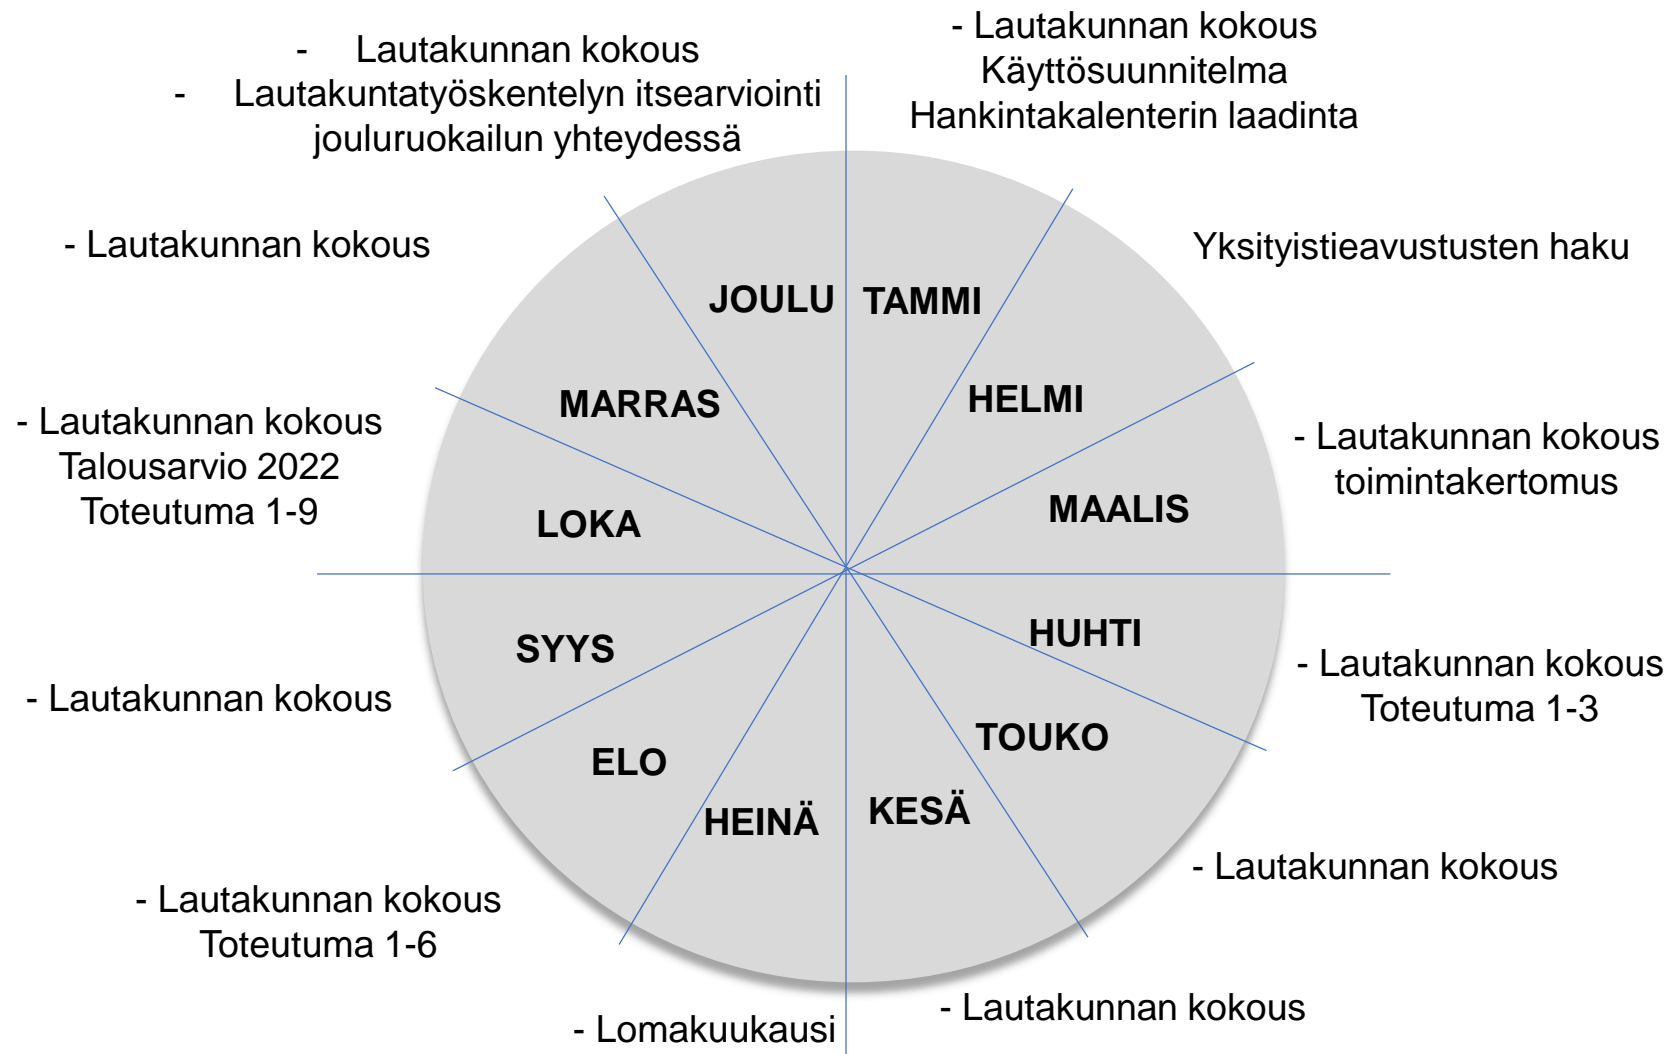 - Lautakunnan kokous
- Lautakuntatyöskentelyn itsearviointi
jouluruokailun yhteydessä
- Lautakunnan kokous
Käyttösuunnitelma
Hankintakalenterin laadinta
- Lautakunnan kokous
Yksityistieavustusten haku
JOULU
TAMMI
MARRAS
HELMI
- Lautakunnan kokous
Talousarvio 2022
Toteutuma 1-9
- Lautakunnan kokous
toimintakertomus
LOKA
MAALIS
SYYS
HUHTI
- Lautakunnan kokous
- Lautakunnan kokous
Toteutuma 1-3
ELO
TOUKO
HEINÄ
KESÄ
- Lautakunnan kokous
Toteutuma 1-6
- Lautakunnan kokous
- Lomakuukausi
- Lautakunnan kokous